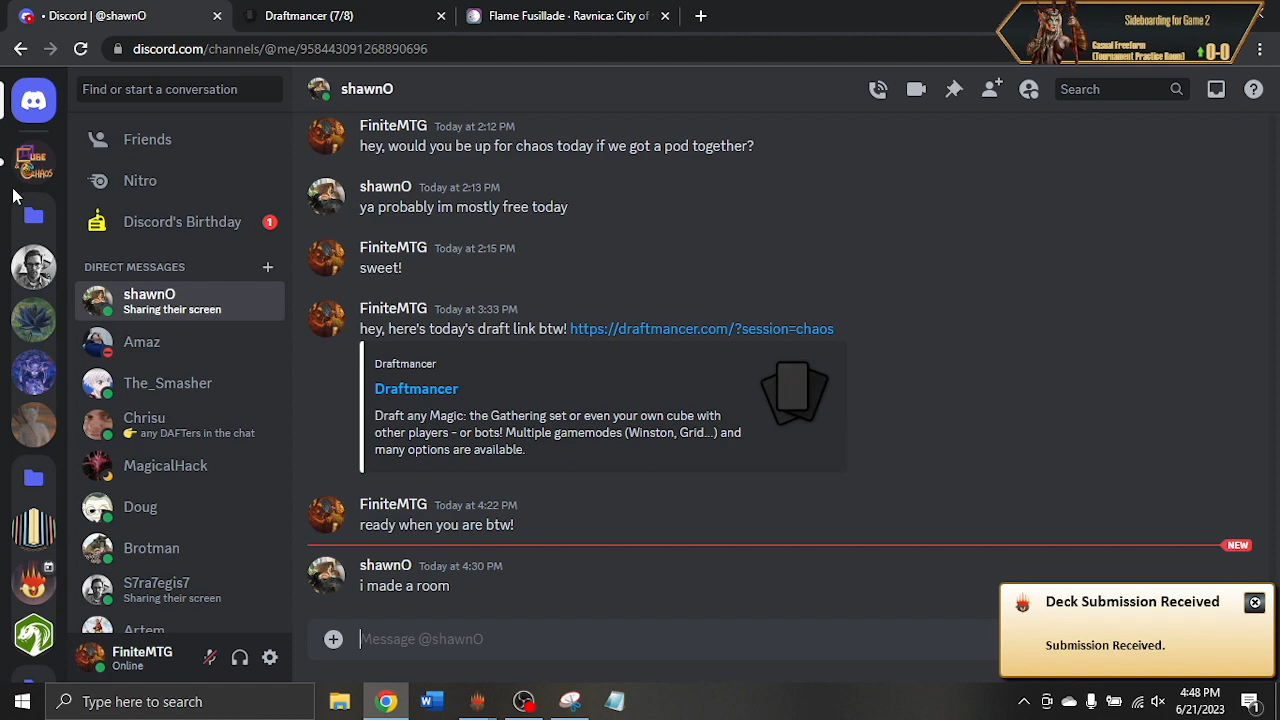 Draftmancer (7/8)
Flame Fusillade · Ravnica: City of
discord.com/channels/@me/958443091268890696
Sideboarding for Game 2
Casual Freeform
(Tournament Practice Room)
0-0
Find or start a conversation
shawnO
Search
Friends
Nitro
Discord's Birthday
1
DIRECT MESSAGES
shawnO
Sharing their screen
Amaz
The_Smasher
Chrisu
any DAFTers in the chat
MagicalHack
Doug
Brotman
S7ra7egis7
Sharing their screen
Artem
FiniteMTG
Online
FiniteMTG Today at 2:12 PM
hey, would you be up for chaos today if we got a pod together?
shawnO Today at 2:13 PM
ya probably im mostly free today
FiniteMTG Today at 2:15 PM
sweet!
FiniteMTG Today at 3:33 PM
hey, here's today's draft link btw! https://draftmancer.com/?session=chaos
Draftmancer
Draftmancer
Draft any Magic: the Gathering set or even your own cube with
other players – or bots! Multiple gamemodes (Winston, Grid...) and
many options are available.
FiniteMTG Today at 4:22 PM
ready when you are btw!
NEW
shawnO Today at 4:30 PM
i made a room
Message @shawnO
Deck Submission Received
Submission Received.
Type here to search
4:48 PM
6/21/2023
1